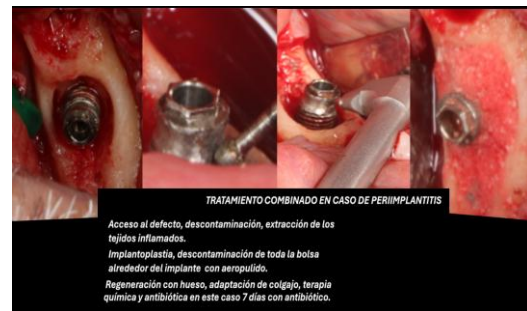 TRATAMIENTO COMBINADO EN CASO DE PERIIMPLANTITIS
Acceso al defecto, descontaminación, extracción de los
tejidos inflamados.
Implantoplastia, descontaminación de toda la bolsa
alrededor del implante con aeropulido.
Regeneración con hueso, adaptación de colgajo, terapia
química y antibiótica en este caso 7 días con antibiótico.